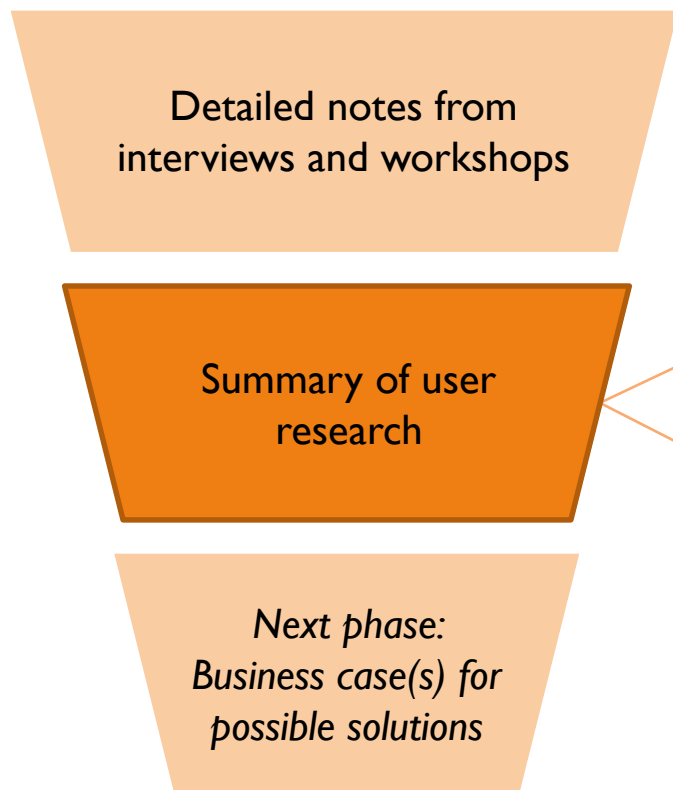 Detailed notes from
interviews and workshops
Summary of user
research
Next phase:
Business case(s) for
possible solutions